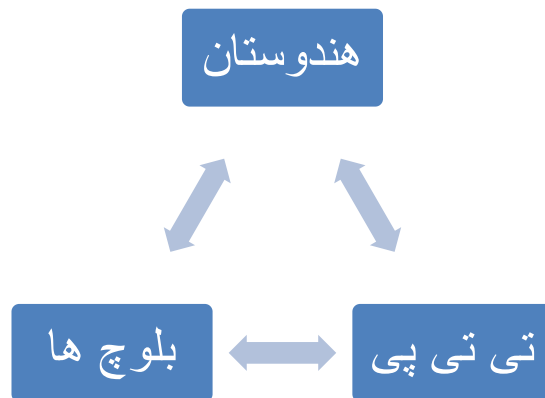 هندوستان
تی تی پی
بلوچ ها